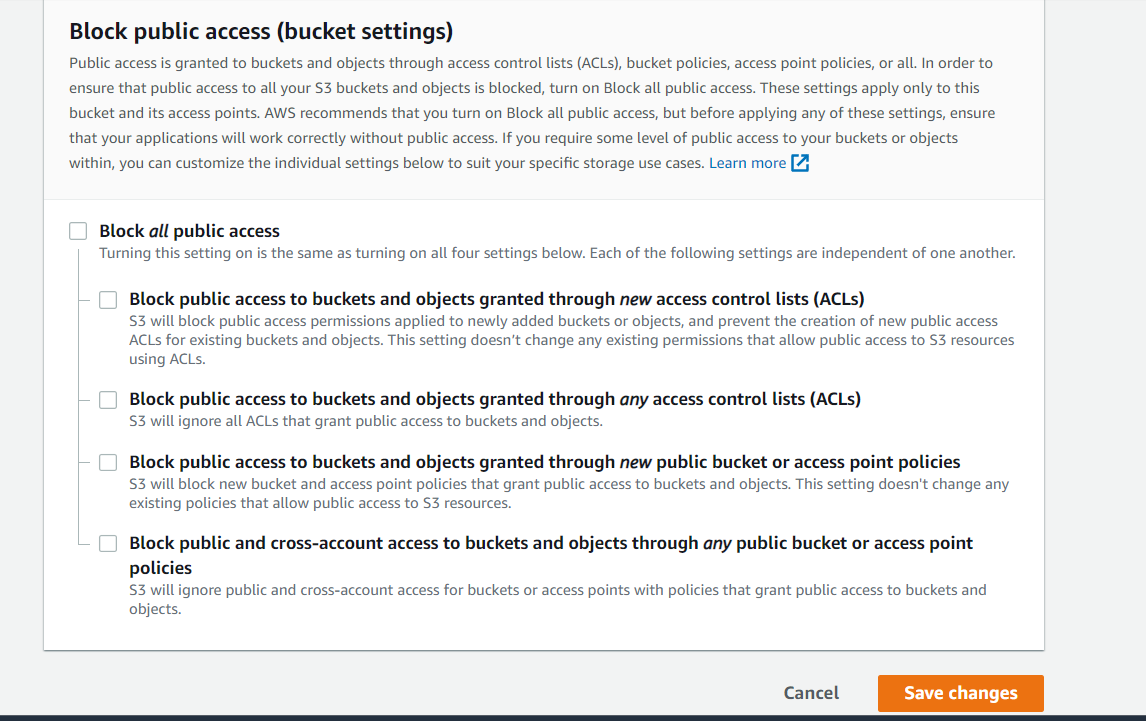 Block public access (bucket settings)
Public access is granted to buckets and objects through access control lists (ACLs), bucket policies, access point policies, or all. In order to
ensure that public access to all your S3 buckets and objects is blocked, turn on Block all public access. These settings apply only to this
bucket and its access points. AWS recommends that you turn on Block all public access, but before applying any of these settings, ensure
that your applications will work correctly without public access. If you require some level of public access to your buckets or objects
within, you can customize the individual settings below to suit your specific storage use cases. Learn more
Block all public access
Turning this setting on is the same as turning on all four settings below. Each of the following settings are independent of one another.
Block public access to buckets and objects granted through new access control lists (ACLs)
S3 will block public access permissions applied to newly added buckets or objects, and prevent the creation of new public access
ACLs for existing buckets and objects. This setting doesn’t change any existing permissions that allow public access to S3 resources
using ACLs.
Block public access to buckets and objects granted through any access control lists (ACLs)
S3 will ignore all ACLs that grant public access to buckets and objects.
Block public access to buckets and objects granted through new public bucket or access point policies
S3 will block new bucket and access point policies that grant public access to buckets and objects. This setting doesn't change any
existing policies that allow public access to S3 resources.
Block public and cross-account access to buckets and objects through any public bucket or access point
policies
S3 will ignore public and cross-account access for buckets or access points with policies that grant public access to buckets and
objects.
Cancel Save changes